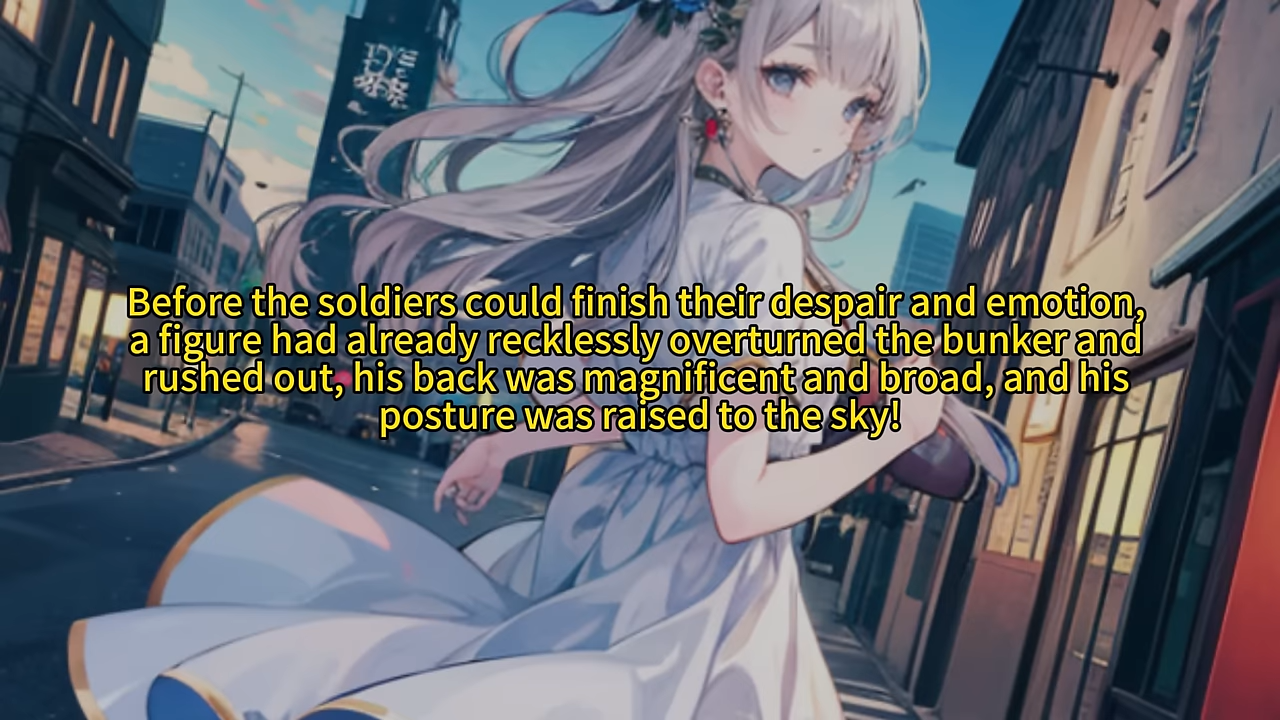 Before the soldiers could finish their despair and emotion,
a figure had already recklessly overturned the bunker and
rushed out, his back was magnificent and broad, and his
posture was raised to the sky!